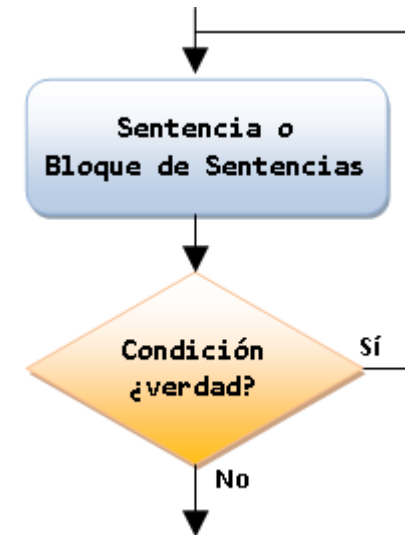 Sentencia o
Bloque de Sentencias
Condición
¿verdad?
Sí
No